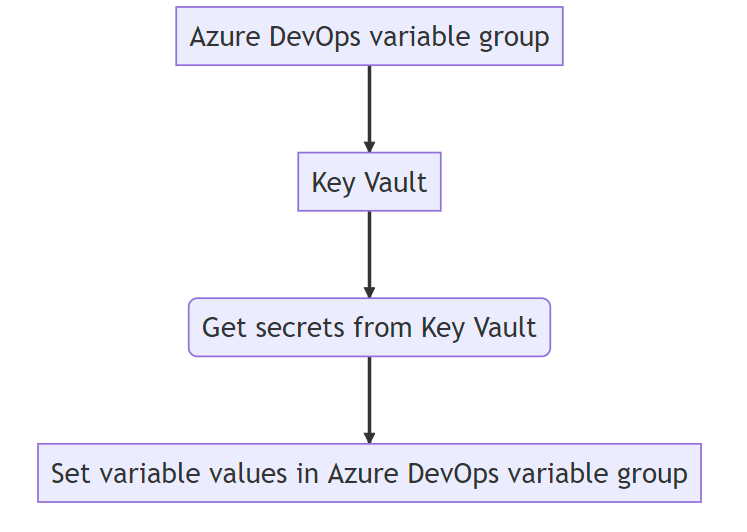 Azure DevOps variable group
Key Vault
Get secrets from Key Vault
Set variable values in Azure DevOps variable group